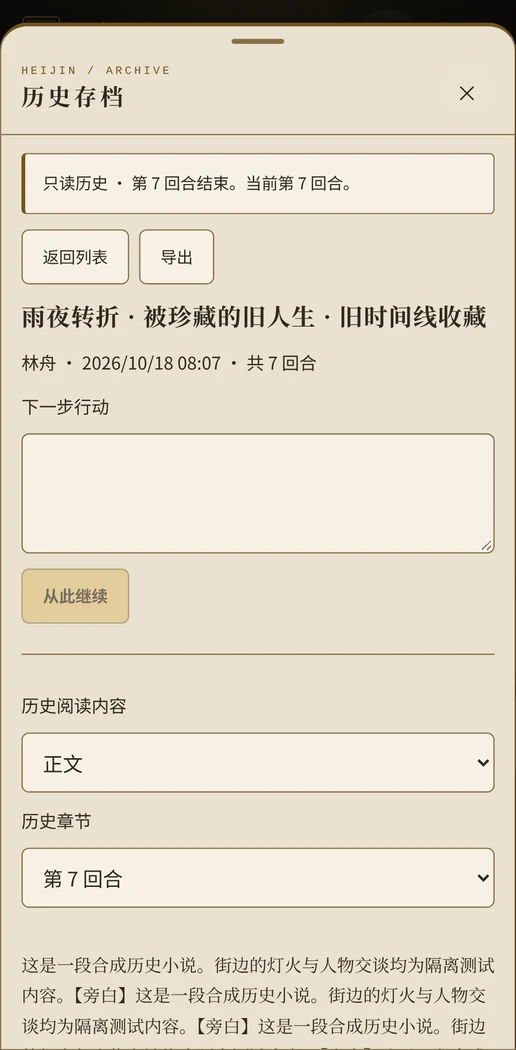 HEIJIN / ARCHIVE
历史存档
只读历史 · 第 7 回合结束。当前第 7 回合。
返回列表
导出
雨夜转折 · 被珍藏的旧人生 · 旧时间线收藏
林舟 · 2026/10/18 08:07 · 共 7 回合
下一步行动
从此继续
历史阅读内容
正文
历史章节
第 7 回合
这是一段合成历史小说。街边的灯火与人物交谈均为隔离测试
内容。【旁白】这是一段合成历史小说。街边的灯火与人物交
谈均为隔离测试内容。【旁白】这是一段合成历史小说。街边